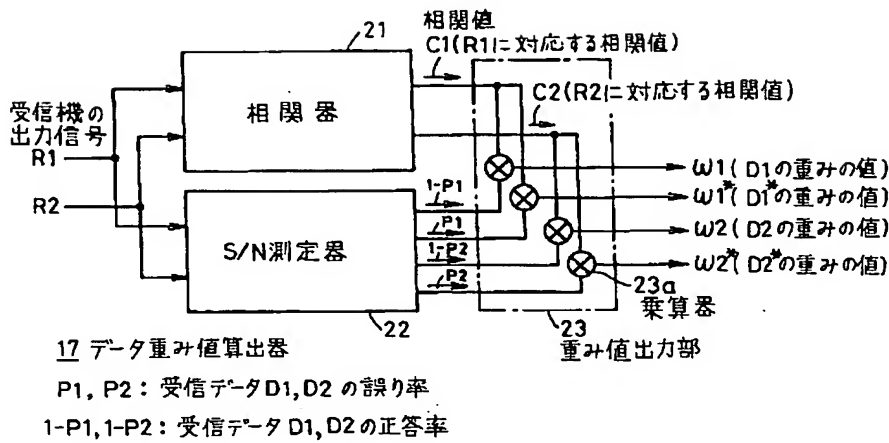 21
相関値
C1(R1に対応する相関値)
C2(R2に対応する相関値)
受信機の
出力信号
R1
R2
相関器
S/N測定器
1-P1
P1
1-P2
P2
ω1(D1の重みの値)
ω1*(D1*の重みの値)
ω2(D2の重みの値)
ω2*(D2*の重みの値)
23a
乗算器
22
23
重み値出力部
17 データ重み値算出器
P1, P2: 受信データD1, D2の誤り率
1-P1, 1-P2: 受信データD1, D2の正答率